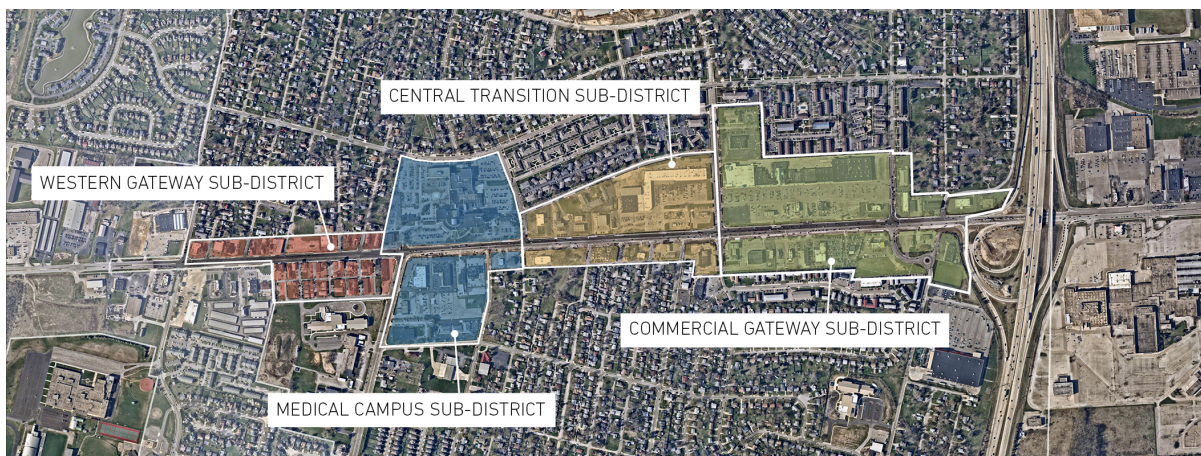 CENTRAL TRANSITION SUB-DISTRICT
WESTERN GATEWAY SUB-DISTRICT
COMMERCIAL GATEWAY SUB-DISTRICT
MEDICAL CAMPUS SUB-DISTRICT